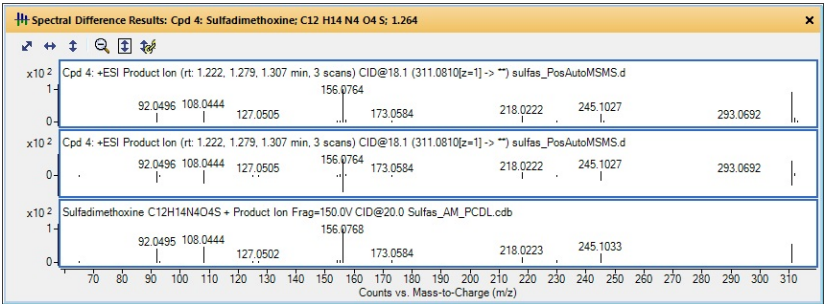 Spectral Difference Results: Cpd 4: Sulfadimethoxine; C12 H14 N4 O4 S; 1.264
x10 2 Cpd 4: +ESI Product Ion (rt: 1.222, 1.279, 1.307 min, 3 scans) CID@18.1 (311.0810[z=1] -> **) sulfas_PosAutoMSMS.d
1
0
92.0496 108.0444 127.0505 156.0764 173.0584 218.0222 245.1027 293.0692
x10 2 Cpd 4: +ESI Product Ion (rt: 1.222, 1.279, 1.307 min, 3 scans) CID@18.1 (311.0810[z=1] -> **) sulfas_PosAutoMSMS.d
0
92.0496 108.0444 127.0505 156.0764 173.0584 218.0222 245.1027 293.0692
x10 2 Sulfadimethoxine C12H14N4O4S + Product Ion Frag=150.0V CID@20.0 Sulfas_AM_PCDL.cdb
1
0
92.0495 108.0444 127.0502 156.0768 173.0584 218.0223 245.1033
70 80 90 100 110 120 130 140 150 160 170 180 190 200 210 220 230 240 250 260 270 280 290 300 310
Counts vs. Mass-to-Charge (m/z)